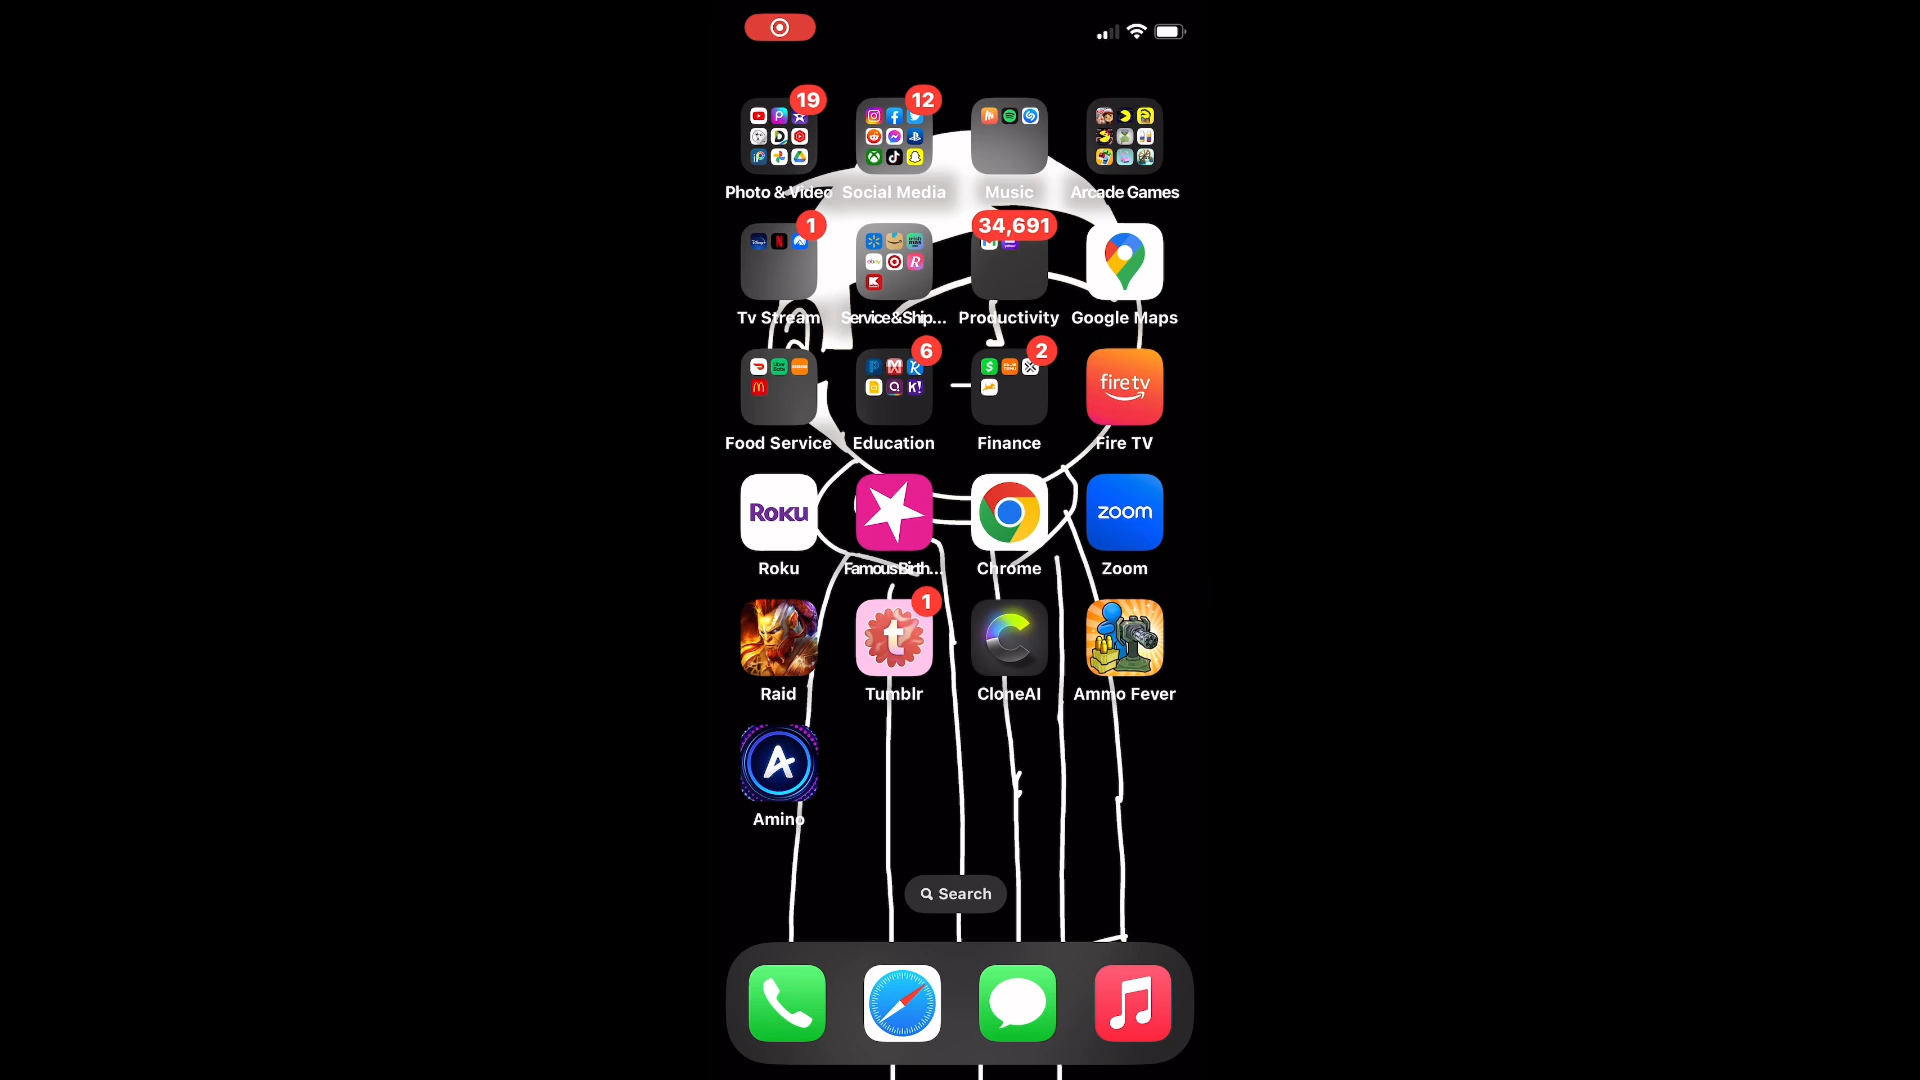 19 12
Photo & Video Social Media Music Arcade Games
1 34,691
Tv Stream Service&Ship... Productivity Google Maps
6 2
fire tv
Food Service Education Finance Fire TV
Roku zoom
Roku FamousBirth... Chrome Zoom
1
t
Raid Tumblr CloneAI Ammo Fever
A
Amino
Search